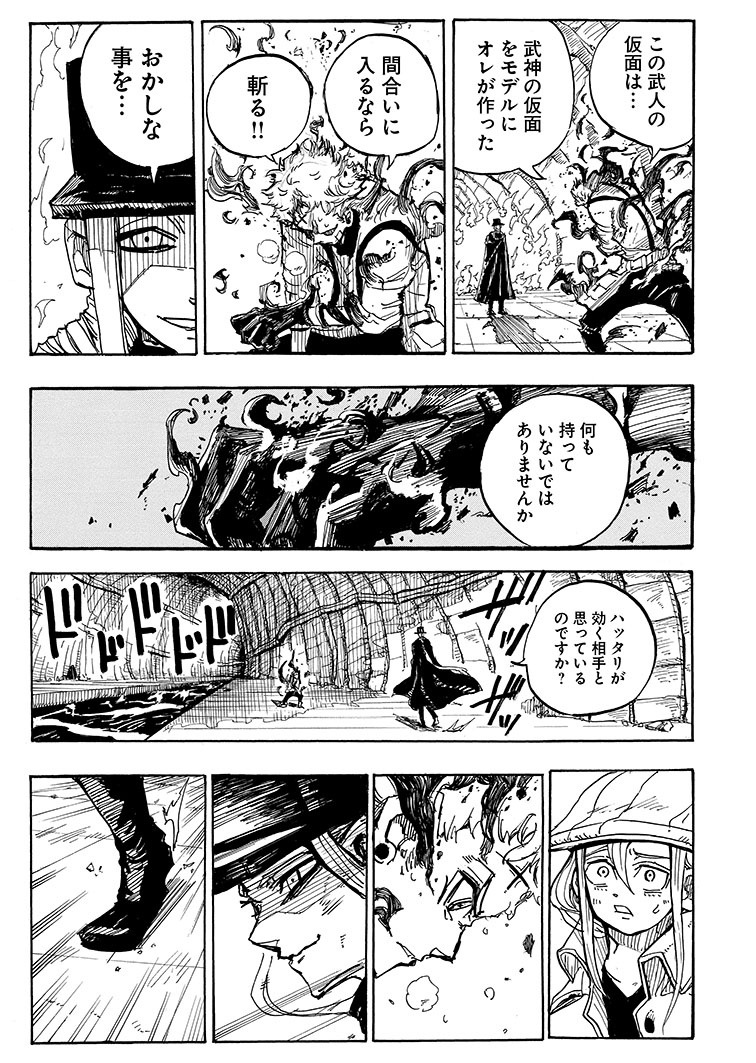 この武人の
仮面は…
武神の仮面
をモデルに
オレが作った
間合いに
入るなら
斬る!!
おかしな
事を…
何も
持って
いないでは
ありませんか
ハッタリが
効く相手と
思っている
のですか?
ザッ
ザッ
ドドドド